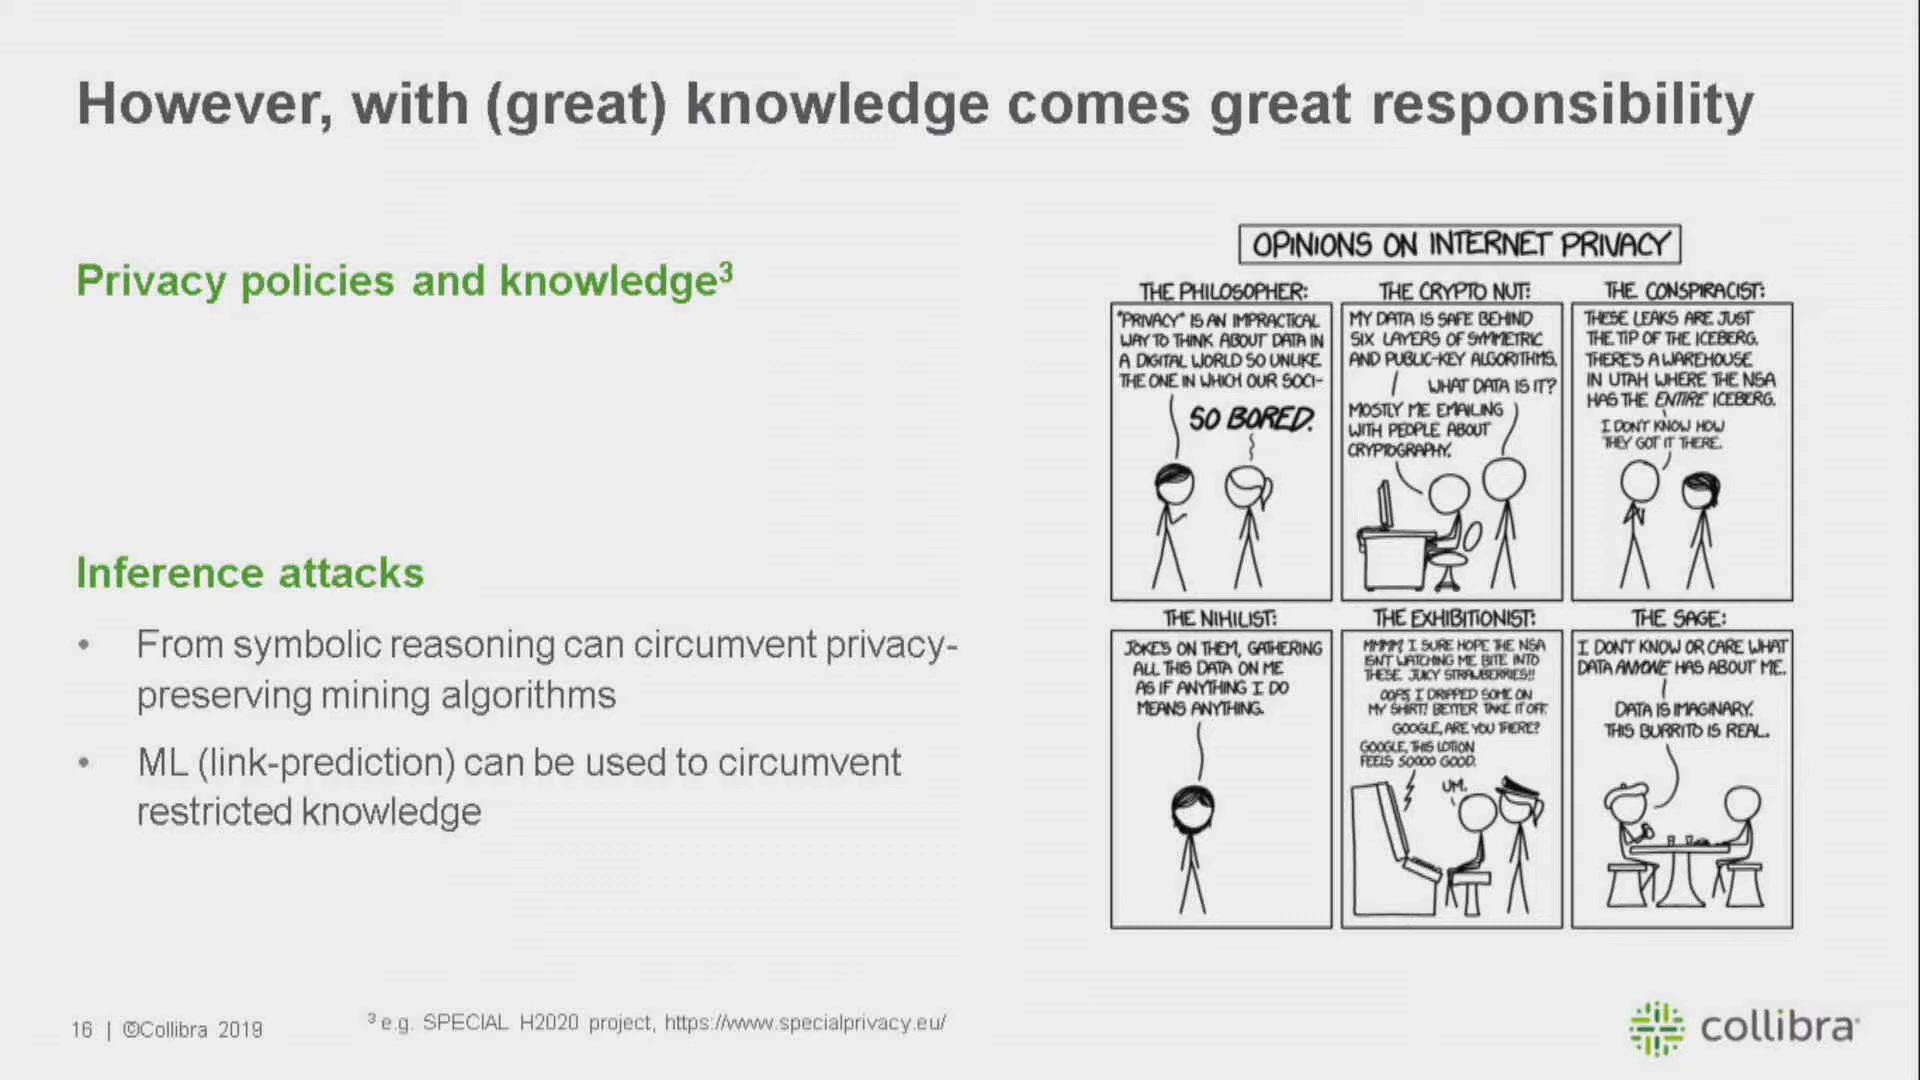 However, with (great) knowledge comes great responsibility
Privacy policies and knowledge³
Inference attacks
• From symbolic reasoning can circumvent privacy-
preserving mining algorithms
• ML (link-prediction) can be used to circumvent
restricted knowledge
OPINIONS ON INTERNET PRIVACY
THE PHILOSOPHER:
"PRIVACY" IS AN IMPRACTICAL
WAY TO THINK ABOUT DATA IN
A DIGITAL WORLD SO UNLIKE
THE ONE IN WHICH OUR SOCI-
SO BORED.
THE CRYPTO NUT:
MY DATA IS SAFE BEHIND
SIX LAYERS OF SYMMETRIC
AND PUBLIC-KEY ALGORITHMS.
WHAT DATA IS IT?
MOSTLY ME EMAILING
WITH PEOPLE ABOUT
CRYPTOGRAPHY.
THE CONSPIRACIST:
THESE LEAKS ARE JUST
THE TIP OF THE ICEBERG.
THERE'S A WAREHOUSE
IN UTAH WHERE THE NSA
HAS THE ENTIRE ICEBERG.
I DON'T KNOW HOW
THEY GOT IT THERE.
THE NIHILIST:
JOKE'S ON THEM, GATHERING
ALL THIS DATA ON ME
AS IF ANYTHING I DO
MEANS ANYTHING.
THE EXHIBITIONIST:
MMMM, I SURE HOPE THE NSA
ISN'T WATCHING ME BITE INTO
THESE JUICY STRAWBERRIES!!
OOPS, I DRIPPED SOME ON
MY SHIRT! BETTER TAKE IT OFF.
GOOGLE, ARE YOU THERE?
GOOGLE, THIS LOTION
FEELS SOOOO GOOD.
UM.
THE SAGE:
I DON'T KNOW OR CARE WHAT
DATA ANYONE HAS ABOUT ME.
DATA IS IMAGINARY.
THIS BURRITO IS REAL.
16 | ©Collibra 2019
³ e.g. SPECIAL H2020 project, https://www.specialprivacy.eu/
collibra